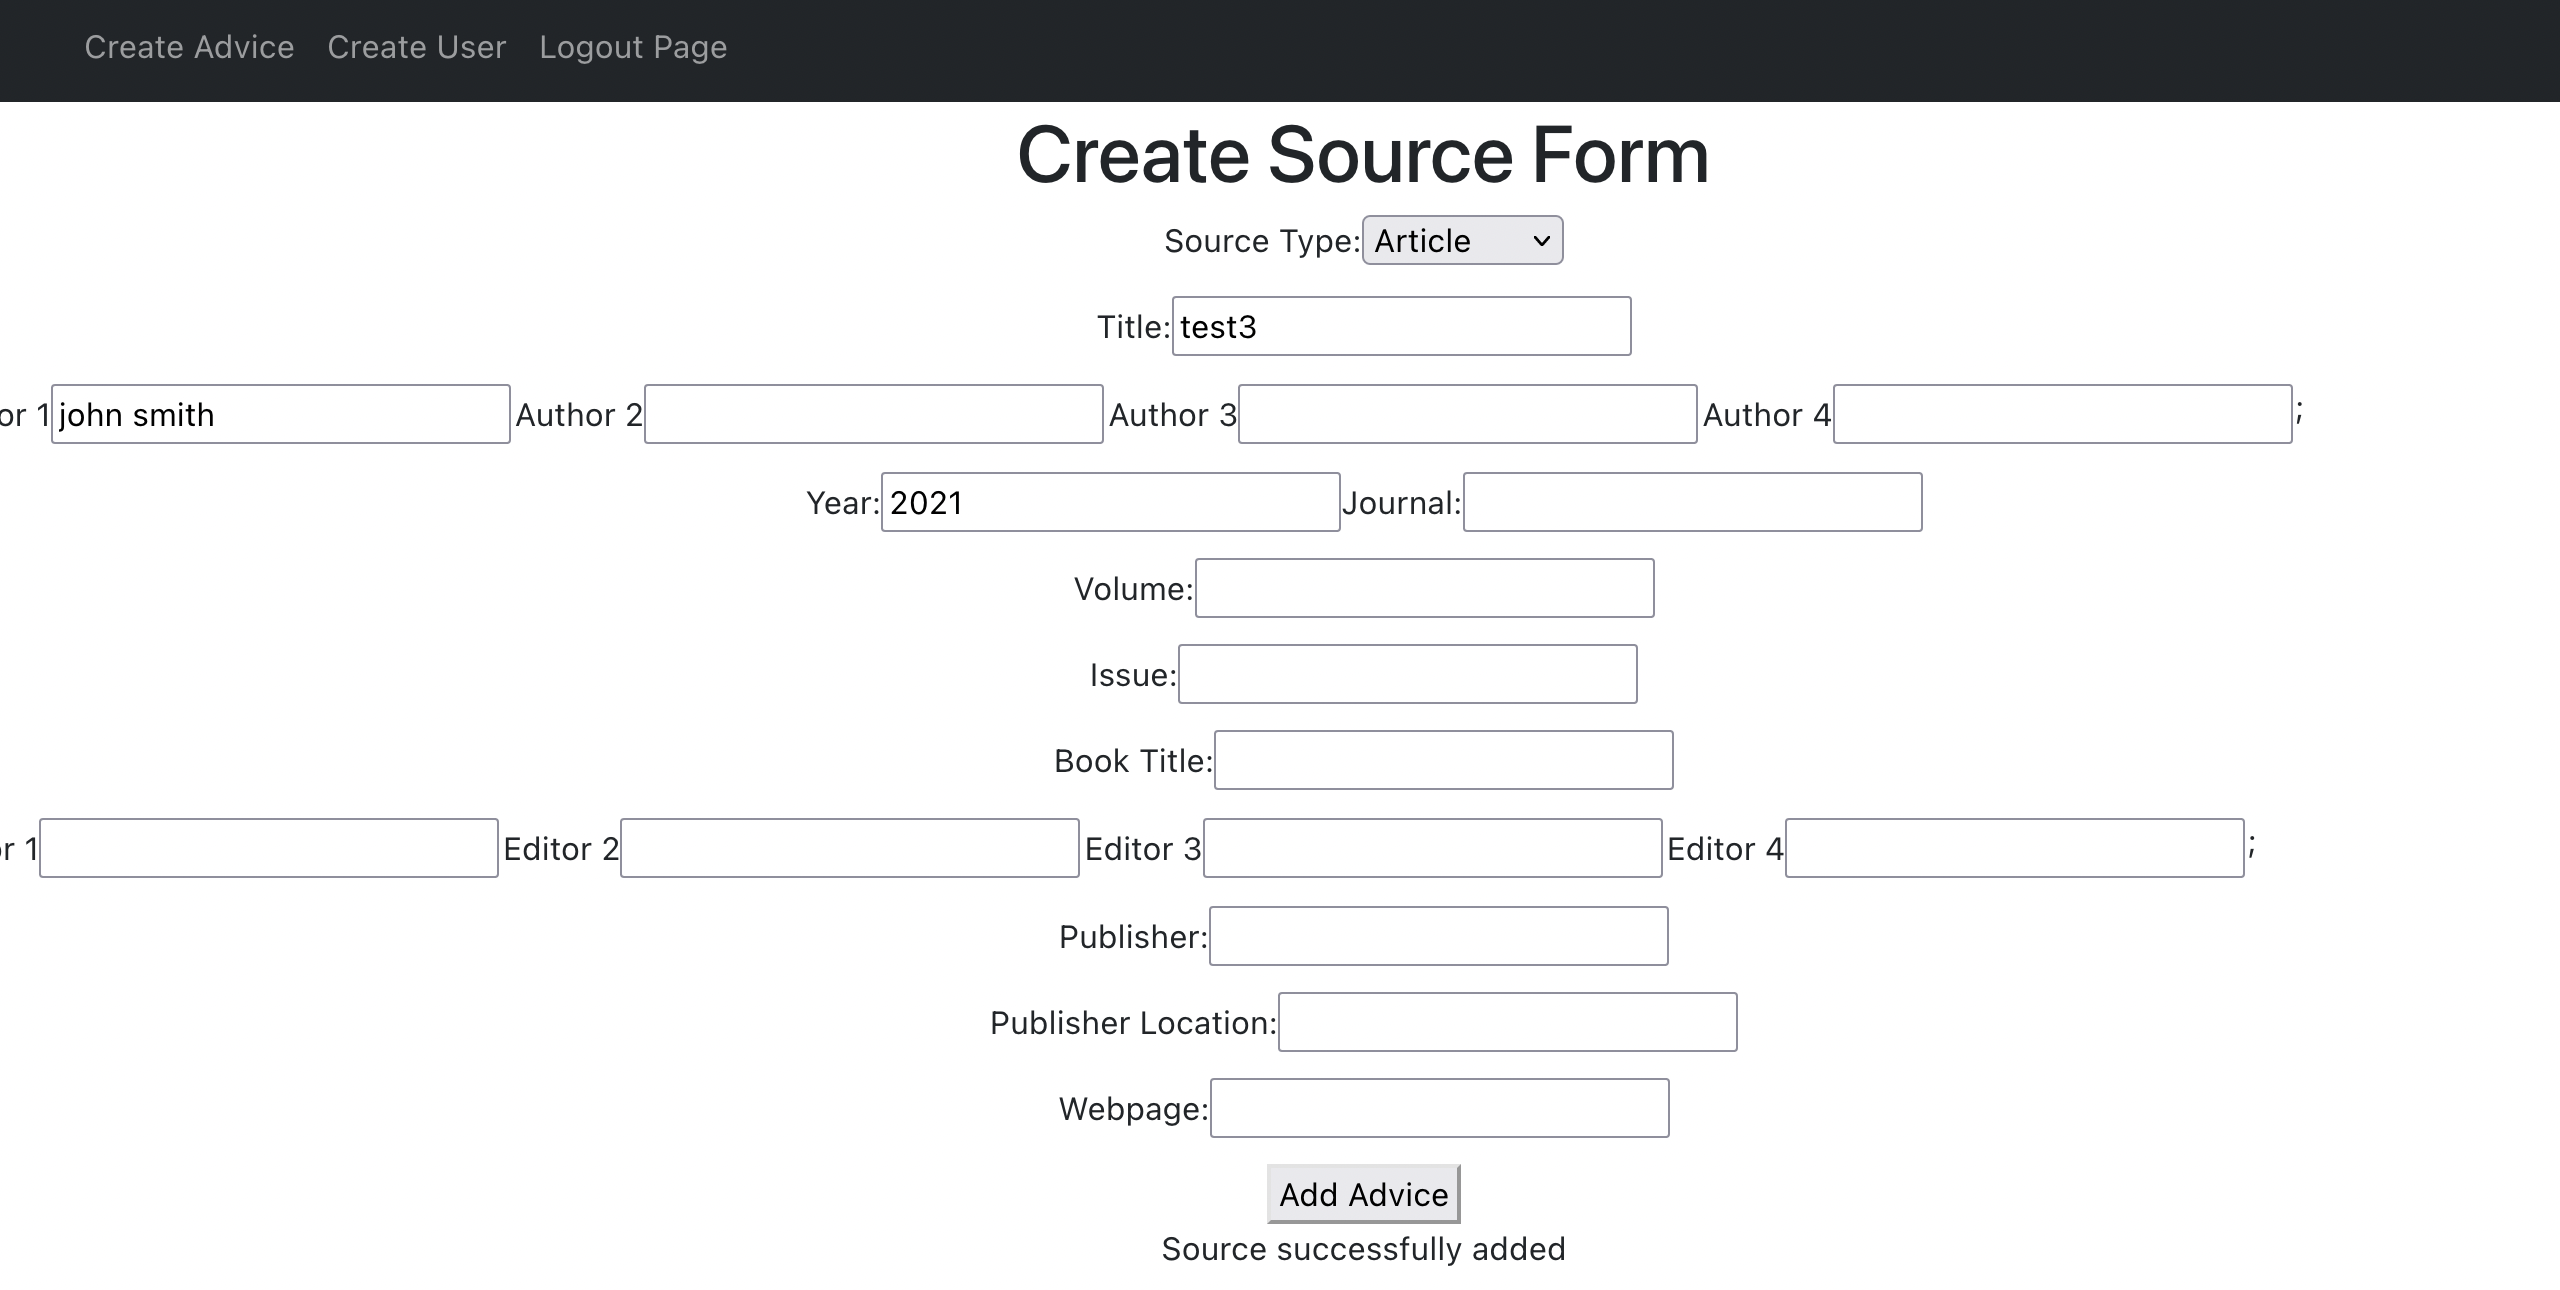 Create Advice Create User Logout Page
Create Source Form
Source Type: Article
Title: test3
or 1 john smith Author 2 Author 3 Author 4 ;
Year: 2021 Journal:
Volume:
Issue:
Book Title:
r 1 Editor 2 Editor 3 Editor 4 ;
Publisher:
Publisher Location:
Webpage:
Add Advice
Source successfully added